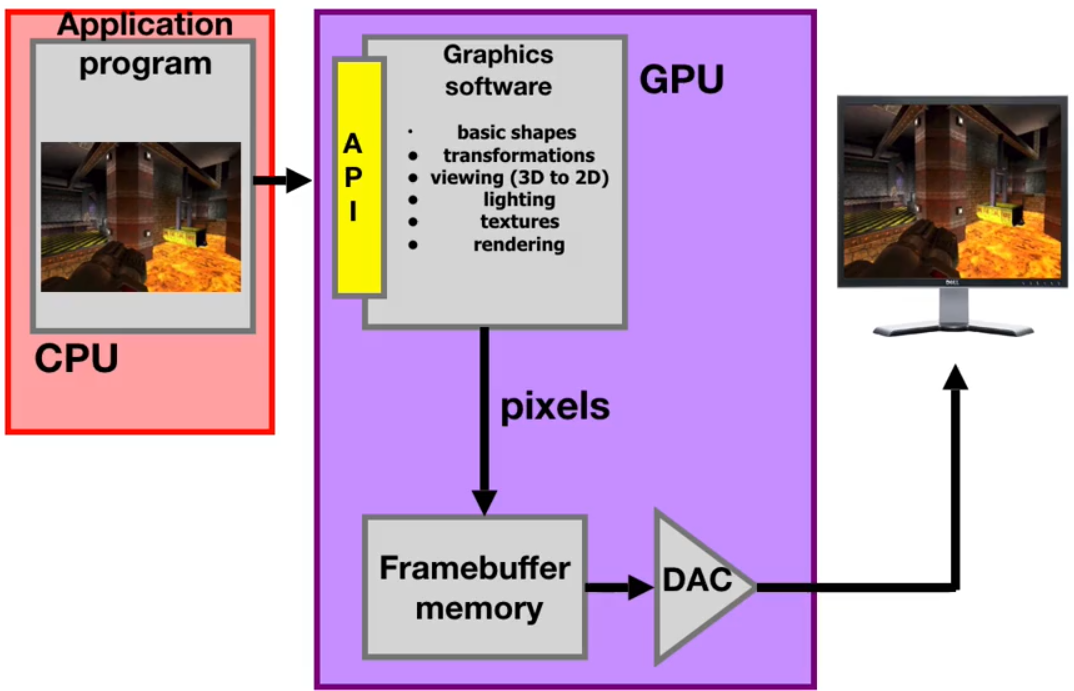 Application
program
CPU
A
P
I
Graphics
software
• basic shapes
• transformations
• viewing (3D to 2D)
• lighting
• textures
• rendering
GPU
pixels
Framebuffer
memory
DAC
DELL